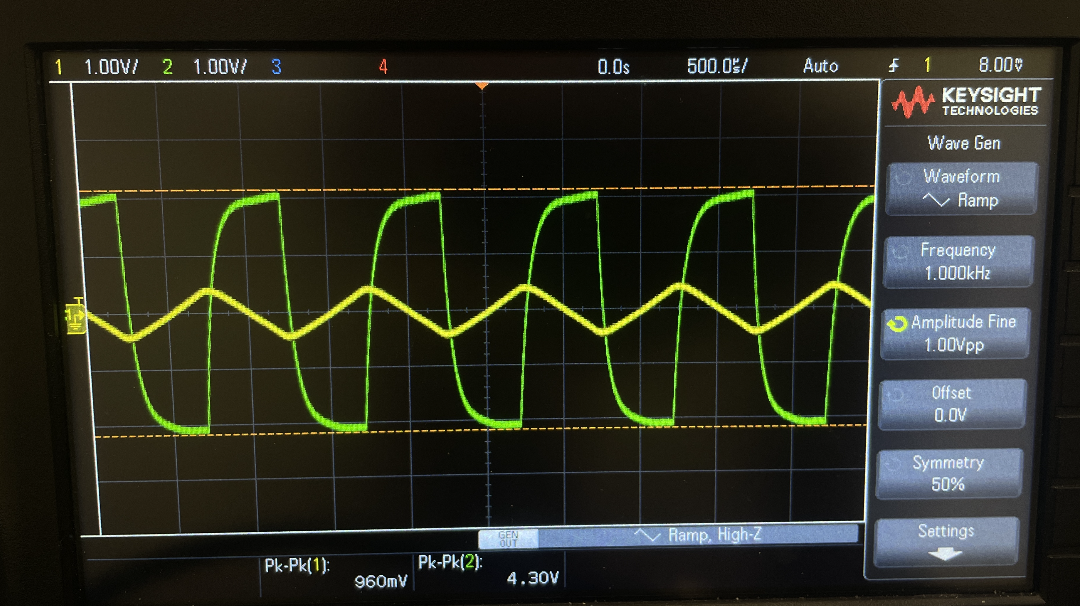 1 1.00V/ 2 1.00V/ 3 4 0.0s 500.0µs/ Auto 1 8.00V
KEYSIGHT
TECHNOLOGIES
Wave Gen
Waveform
Ramp
Frequency
1.000kHz
Amplitude Fine
1.00Vpp
Offset
0.0V
Symmetry
50%
Settings
GEN
OUT
Ramp, High-Z
Pk-Pk(1):
960mV
Pk-Pk(2):
4.30V